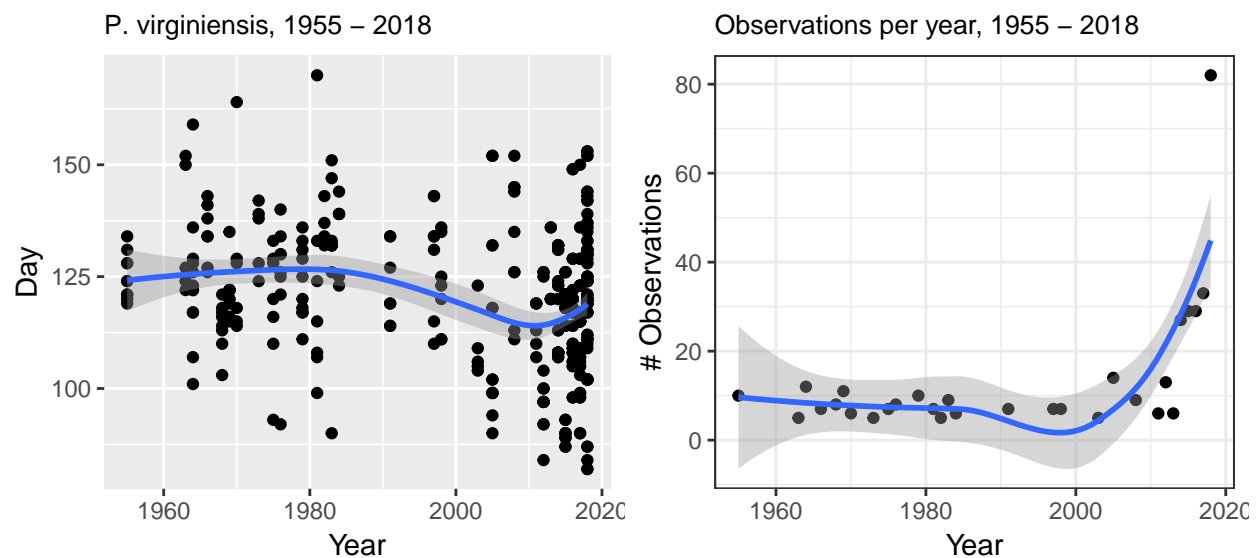 P. virginiensis, 1955 – 2018
Day
150
125
100
1960
1980
2000
2020
Year
Observations per year, 1955 – 2018
# Observations
80
60
40
20
0
1960
1980
2000
2020
Year